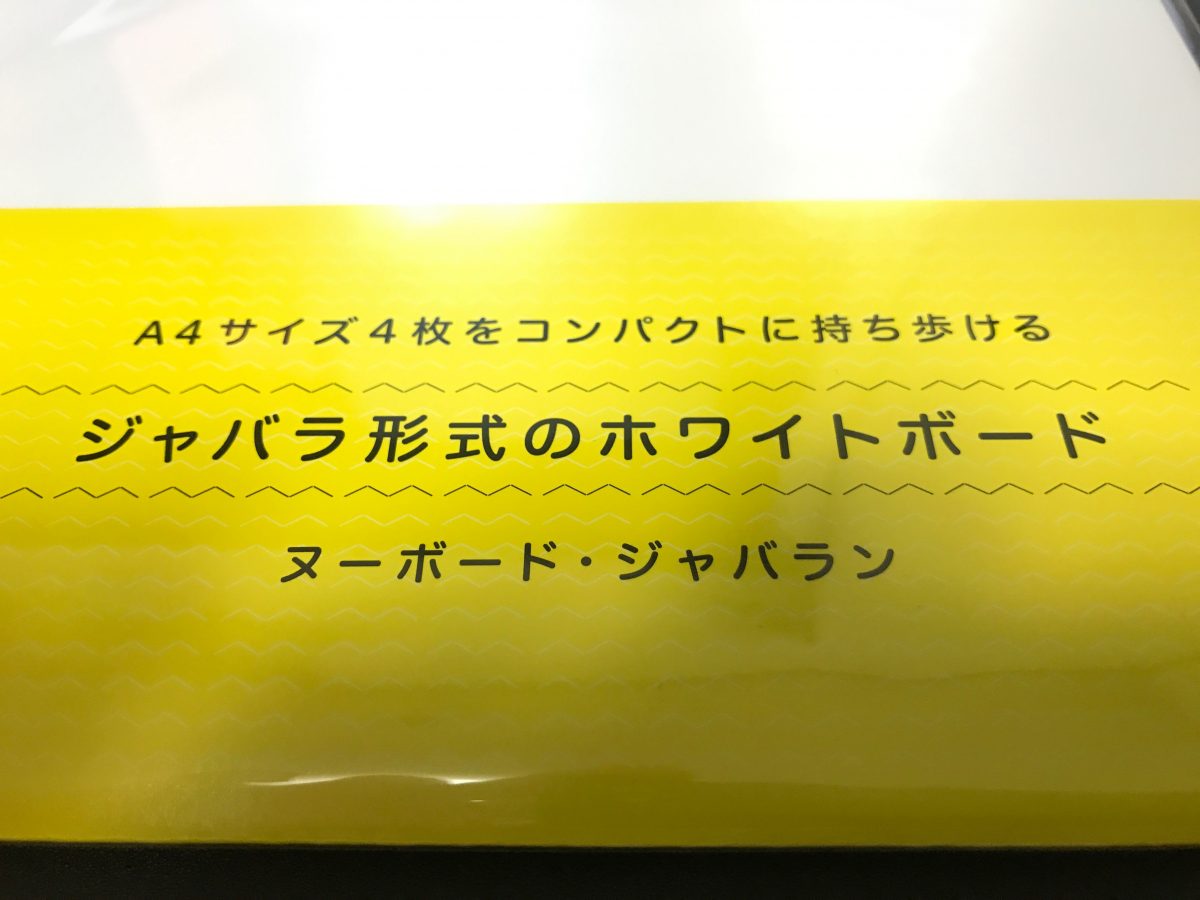 A4サイズ4枚をコンパクトに持ち歩ける
ジャバラ形式のホワイトボード
ヌーボード・ジャバラン